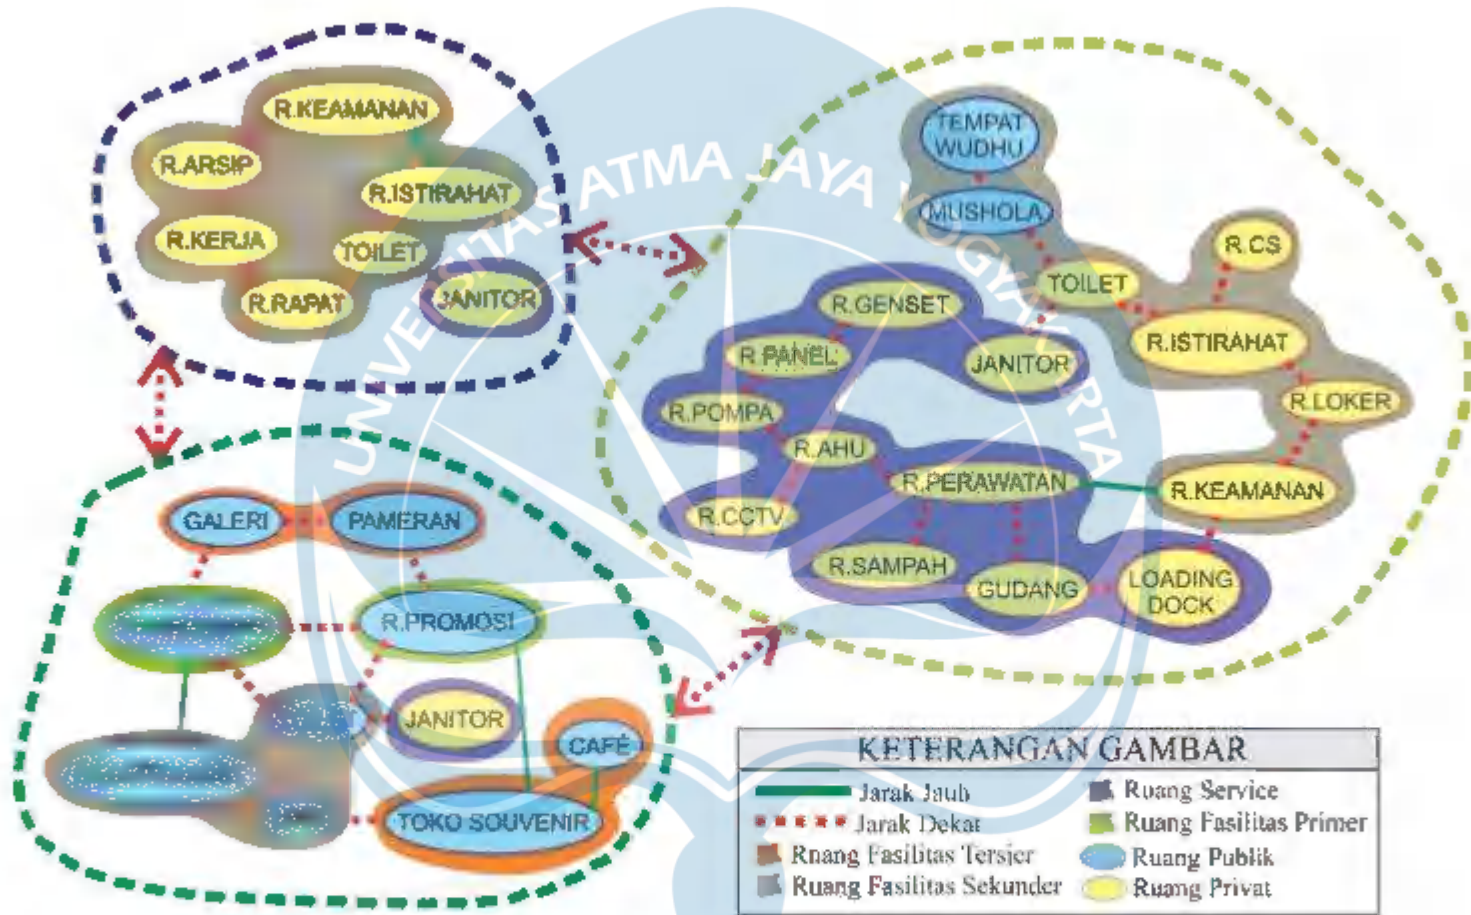 R.KEAMANAN
R.ARSIP
R.ISTIRAHAT
R.KERJA
TOILET
R.RAPAT
JANITOR
UNIVERSITAS ATMA JAYA YOGYAKARTA
TEMPAT
WUDHU
MUSHOLA
R.CS
TOILET
R.GENSET
R.ISTIRAHAT
R.PANEL
JANITOR
R.LOKER
R.POMPA
R.AHU
R.PERAWATAN
R.KEAMANAN
R.CCTV
R.SAMPAH
GUDANG
LOADING
DOCK
GALERI
PAMERAN
R.PROMOSI
JANITOR
CAFÉ
TOKO SOUVENIR
KETERANGAN GAMBAR
Jarak Jauh
Jarak Dekat
Ruang Fasilitas Tersier
Ruang Fasilitas Sekunder
Ruang Service
Ruang Fasilitas Primer
Ruang Publik
Ruang Privat